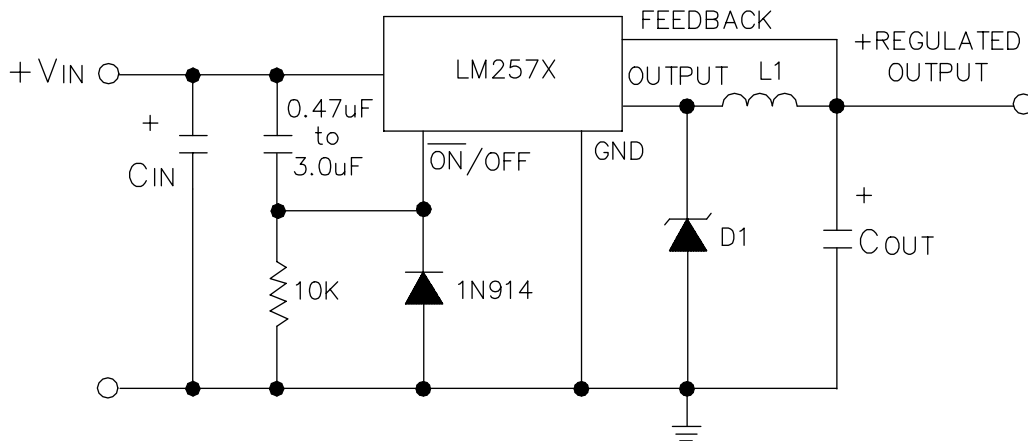 FEEDBACK
+REGULATED
OUTPUT
+VIN
LM257X
OUTPUT
L1
0.47uF
to
3.0uF
+
CIN
ON/OFF
GND
+
COUT
D1
10K
1N914